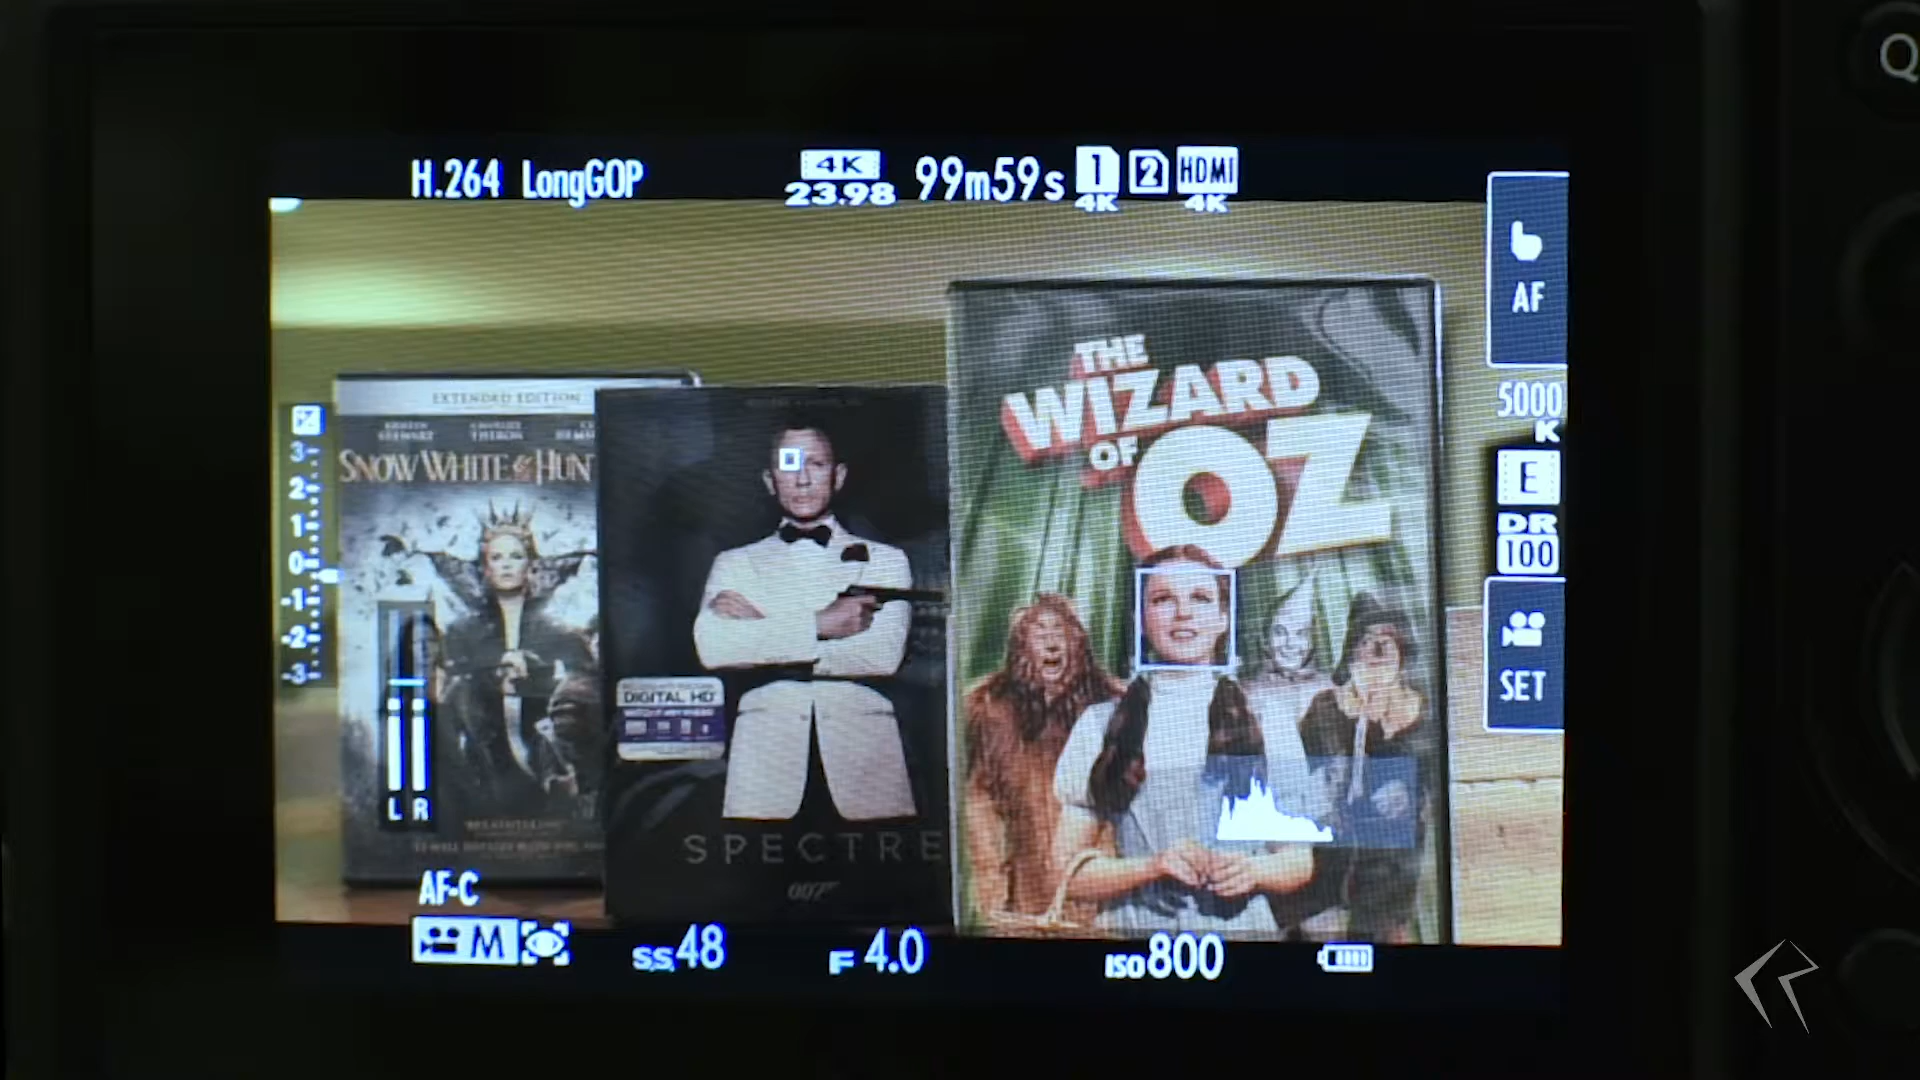 Q
H.264 LongGOP
4K
23.98
99m59s
1
4K
2
HDMI
4K
AF
5000
K
E
DR
100
SET
3
2
1
0
-1
-2
-3
L R
EXTENDED EDITION
STEWART THERON
SNOW WHITE & HUN
DIGITAL HD
SPECTRE
007
THE
WIZARD
OF OZ
AF-C
M
S.S. 48
F 4.0
ISO 800